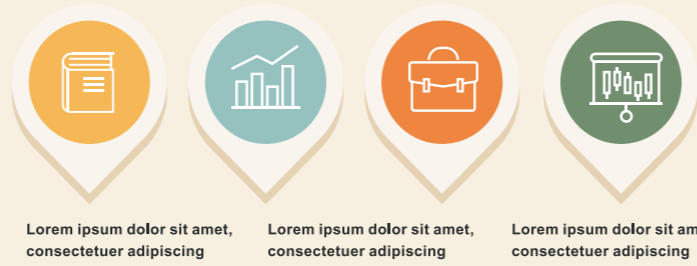 Lorem ipsum dolor sit amet,
consectetuer adipiscing
Lorem ipsum dolor sit amet,
consectetuer adipiscing
Lorem ipsum dolor sit am
consectetuer adipiscing